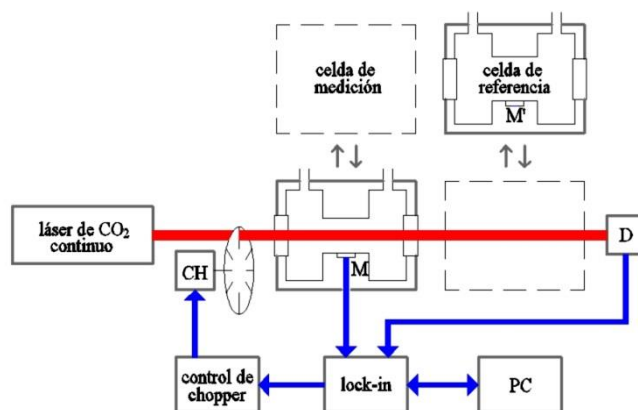 celda de
medición
celda de
referencia
M'
láser de CO2
continuo
CH
M
D
control de
chopper
lock-in
PC